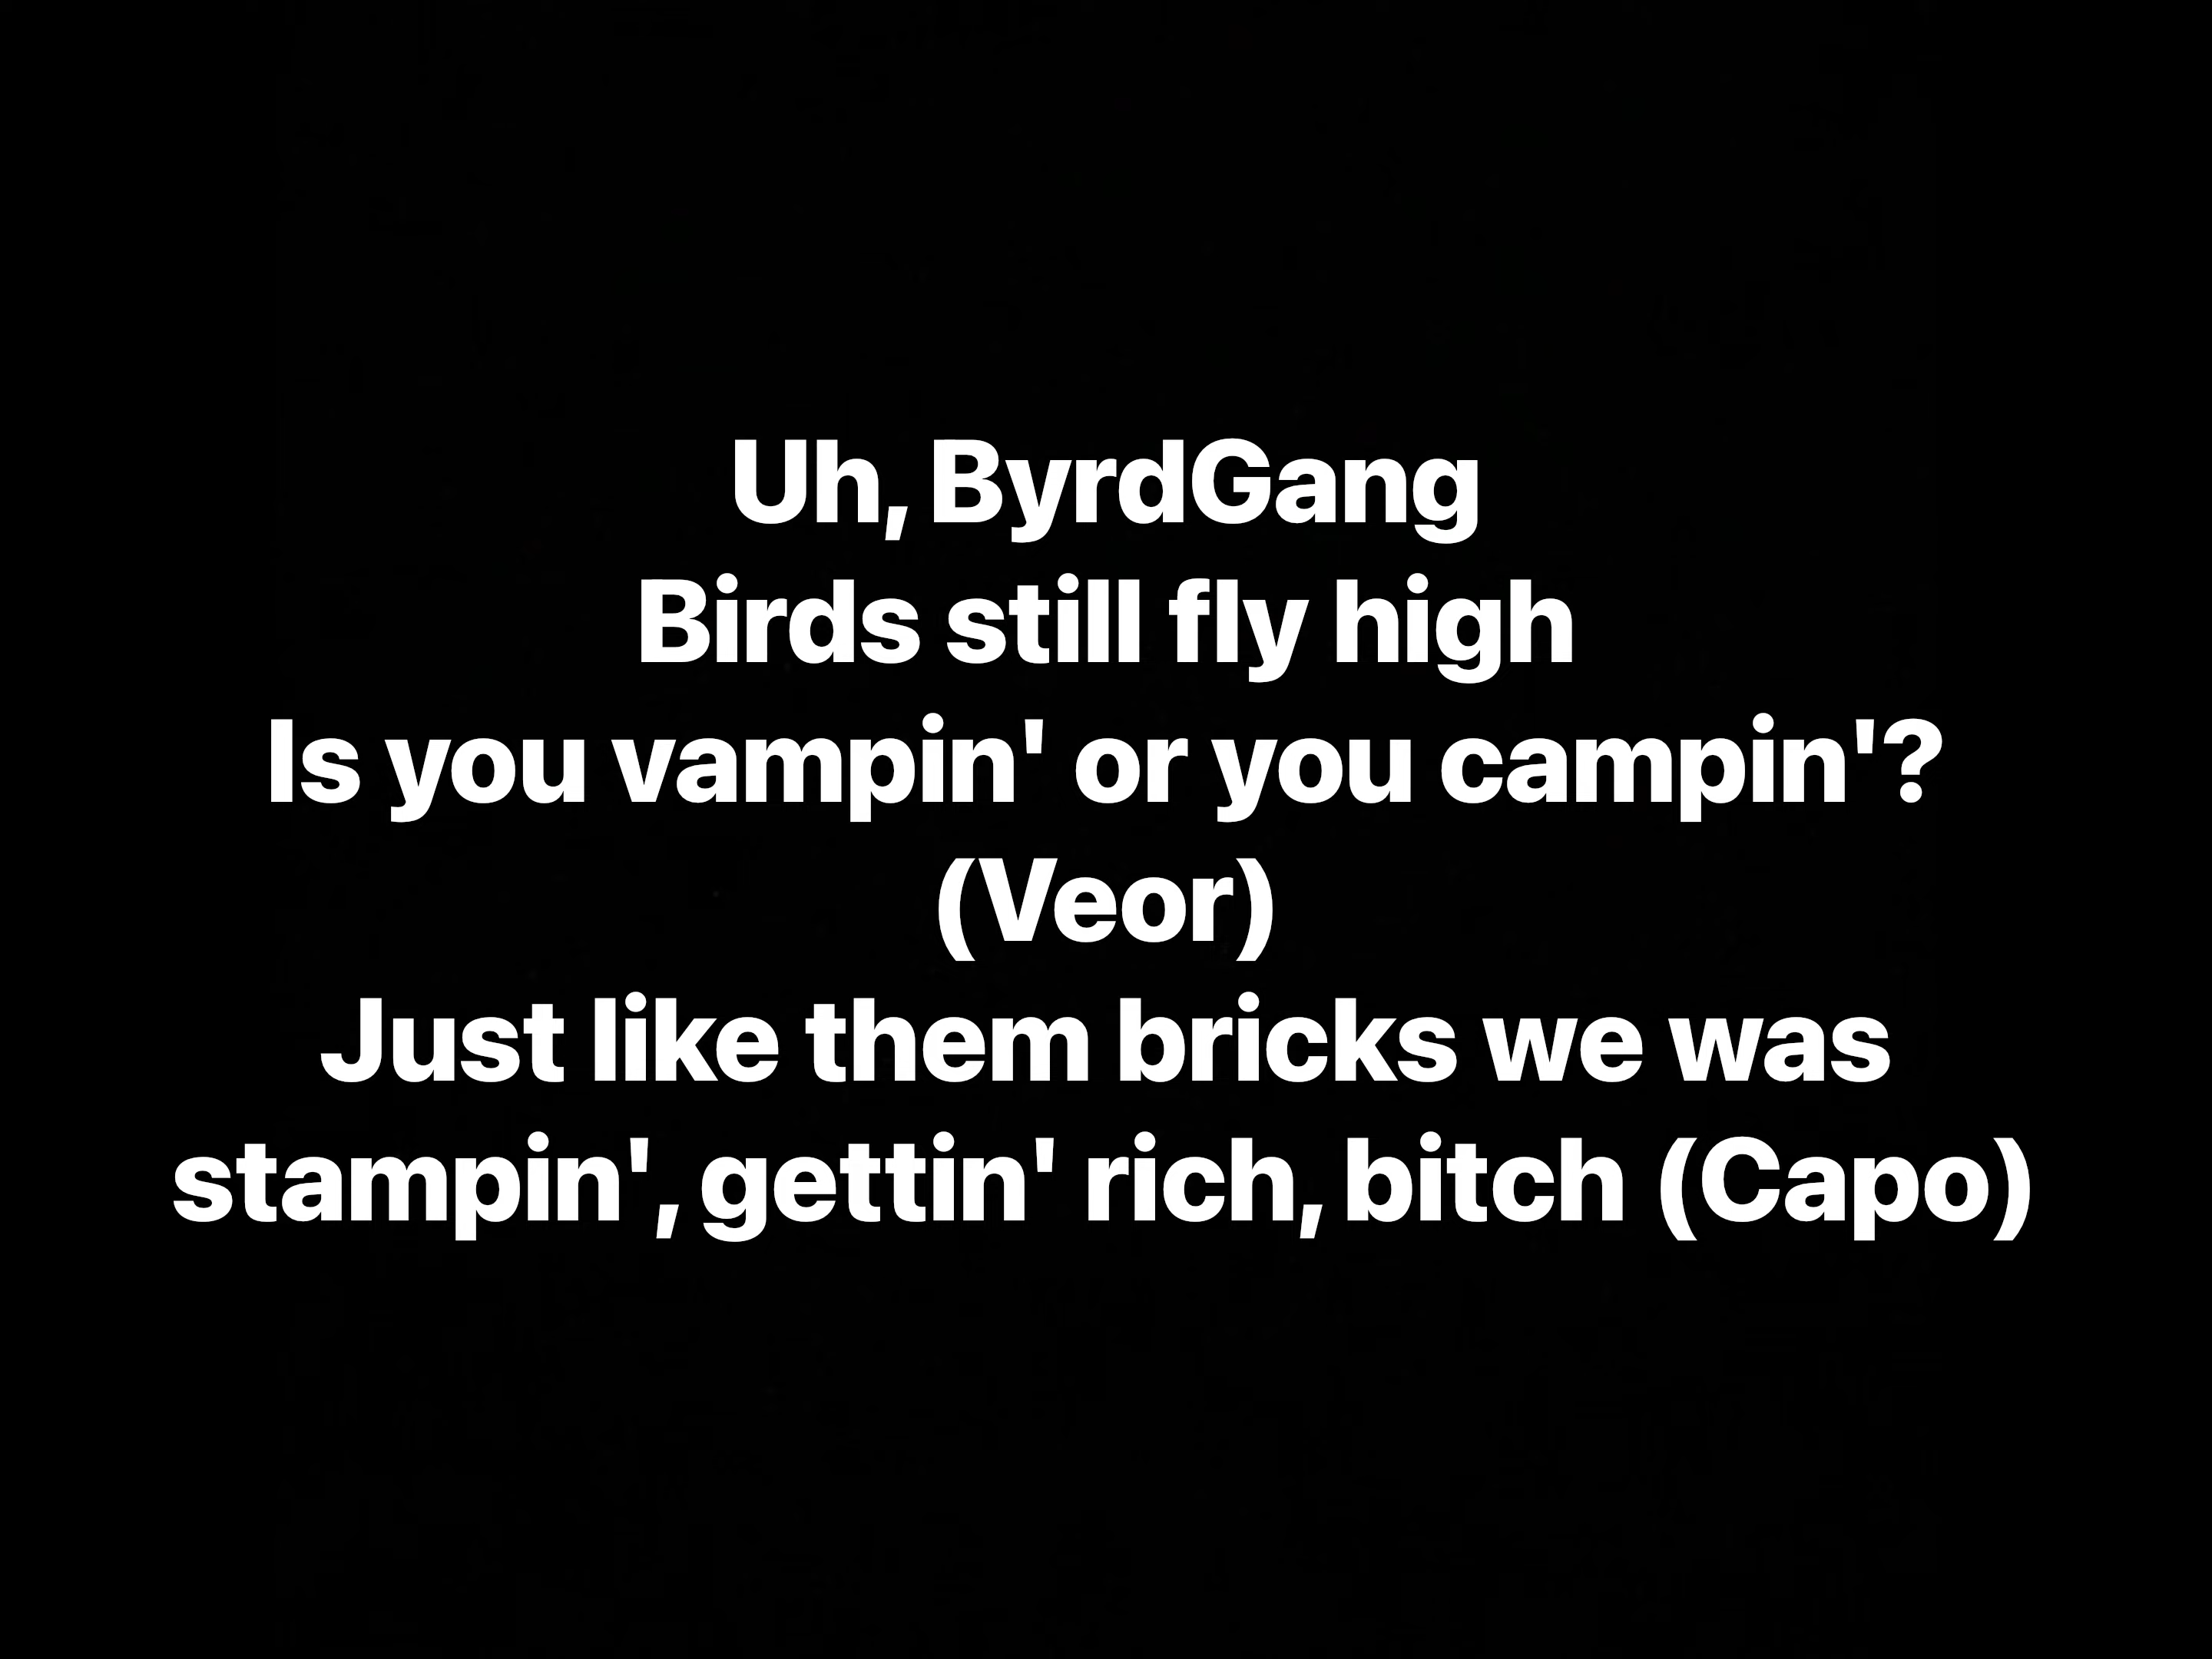 Uh, ByrdGang
Birds still fly high
Is you vampin' or you campin'?
(Veor)
Just like them bricks we was
stampin', gettin' rich, bitch (Capo)